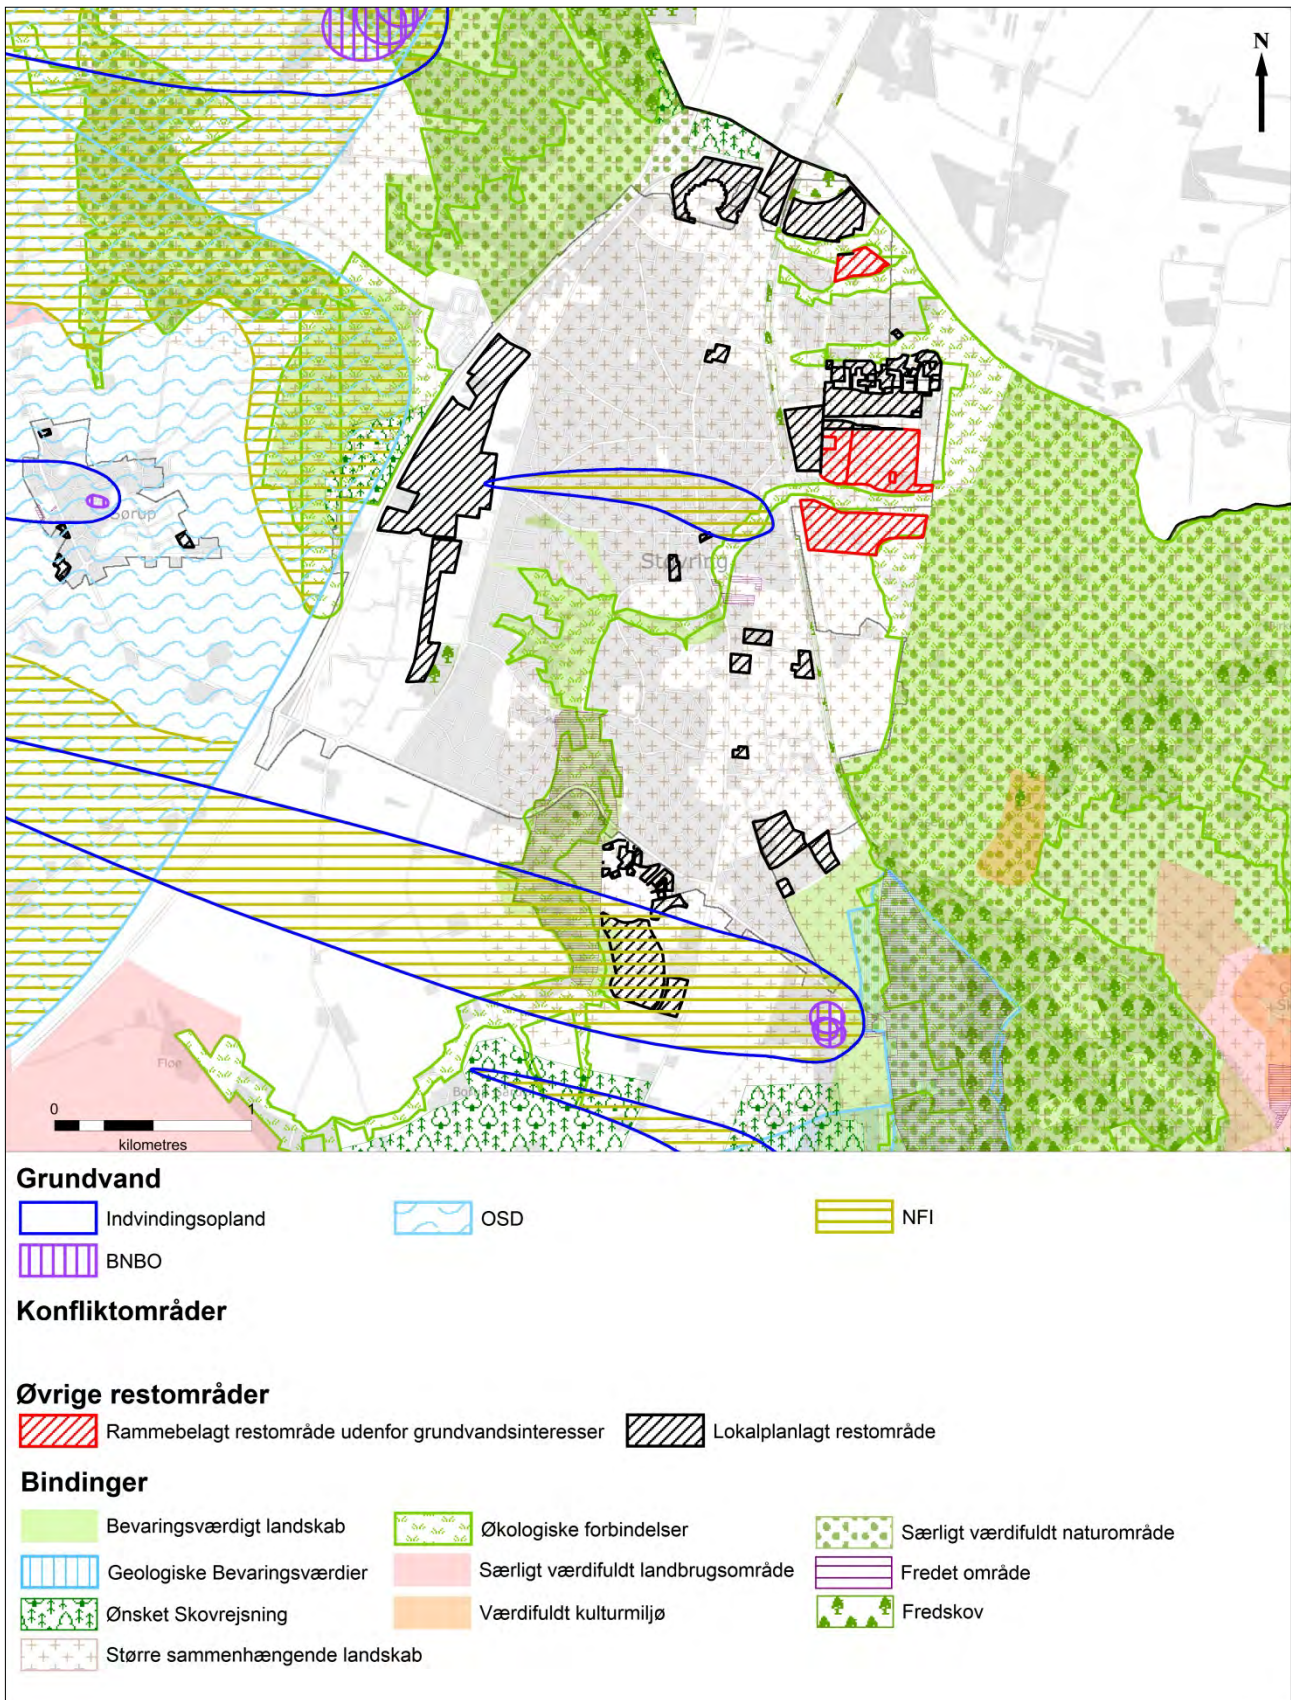 N
Sørup
Støvring
Fløe
0 1
kilometres
Grundvand
Indvindingsopland OSD NFI
BNBO
Konfliktområder
Øvrige restområder
Rammebelagt restområde udenfor grundvandsinteresser Lokalplanlagt restområde
Bindinger
Bevaringsværdigt landskab Økologiske forbindelser Særligt værdifuldt naturområde
Geologiske Bevaringsværdier Særligt værdifuldt landbrugsområde Fredet område
Ønsket Skovrejsning Værdifuldt kulturmiljø Fredskov
Større sammenhængende landskab